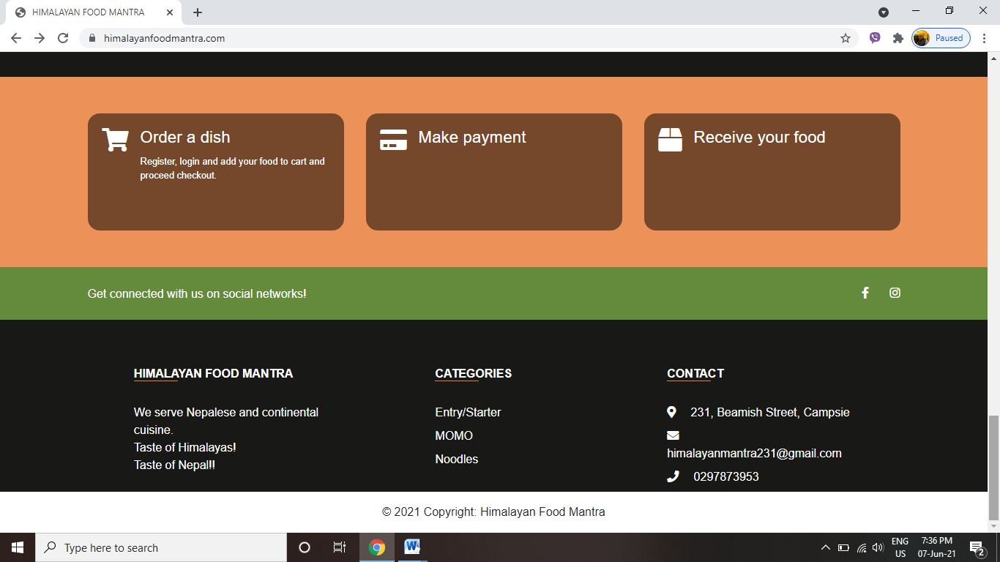 HIMALAYAN FOOD MANTRA
himalayanfoodmantra.com
Paused
Order a dish
Register, login and add your food to cart and
proceed checkout.
Make payment
Receive your food
Get connected with us on social networks!
HIMALAYAN FOOD MANTRA
We serve Nepalese and continental
cuisine.
Taste of Himalayas!
Taste of Nepal!!
CATEGORIES
Entry/Starter
MOMO
Noodles
CONTACT
231, Beamish Street, Campsie
himalayanmantra231@gmail.com
0297873953
© 2021 Copyright: Himalayan Food Mantra
Type here to search
W
ENG
US
7:36 PM
07-Jun-21
2